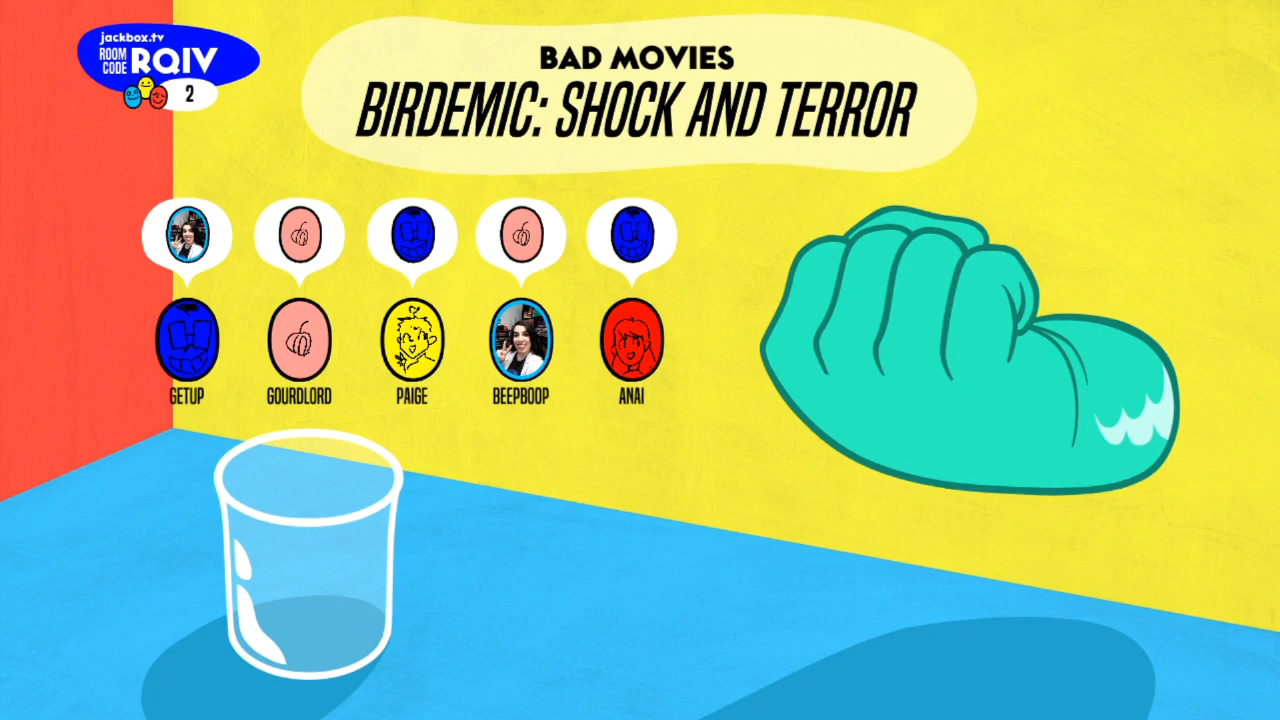 jackbox.tv
ROOM CODE RQIV
2
BAD MOVIES
BIRDEMIC: SHOCK AND TERROR
GETUP GOURDLORD PAIGE BEEPBOOP ANAI